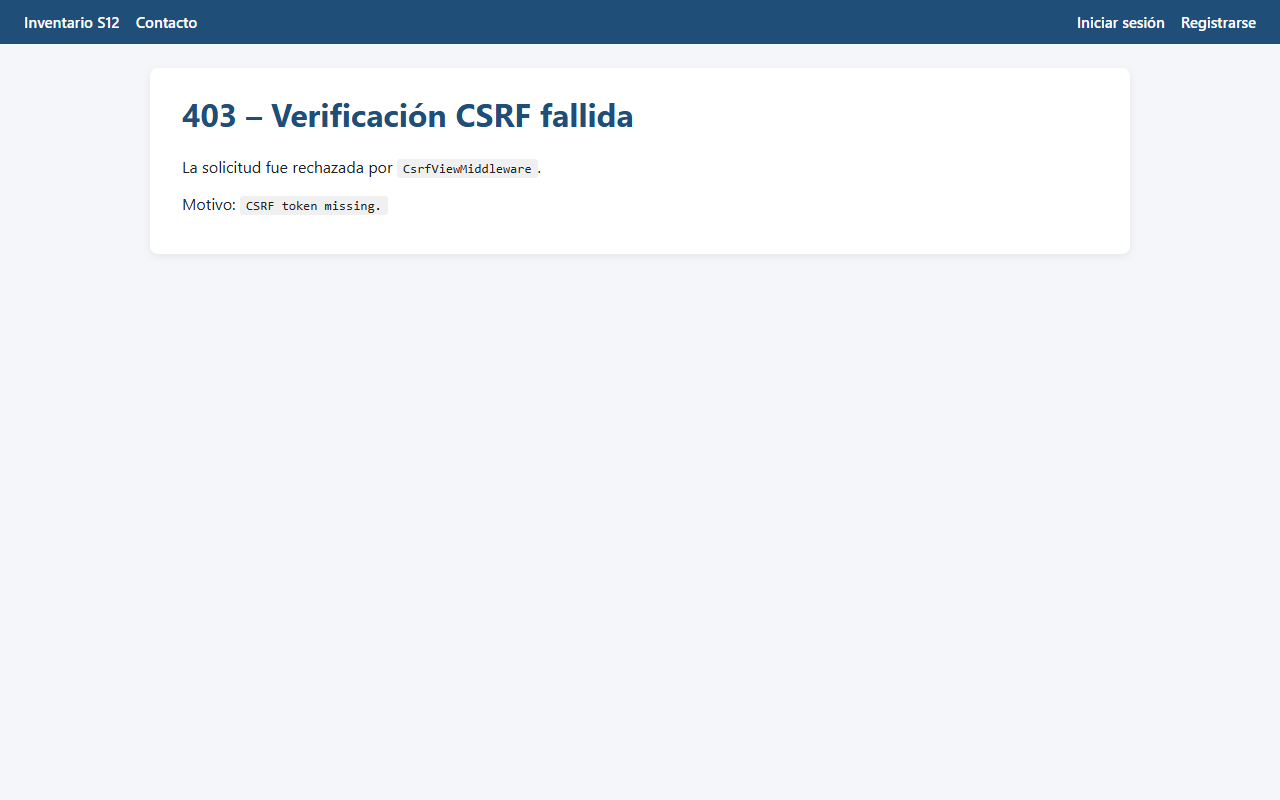 Inventario S12 Contacto Iniciar sesión Registrarse
403 – Verificación CSRF fallida
La solicitud fue rechazada por CsrfViewMiddleware.
Motivo: CSRF token missing.